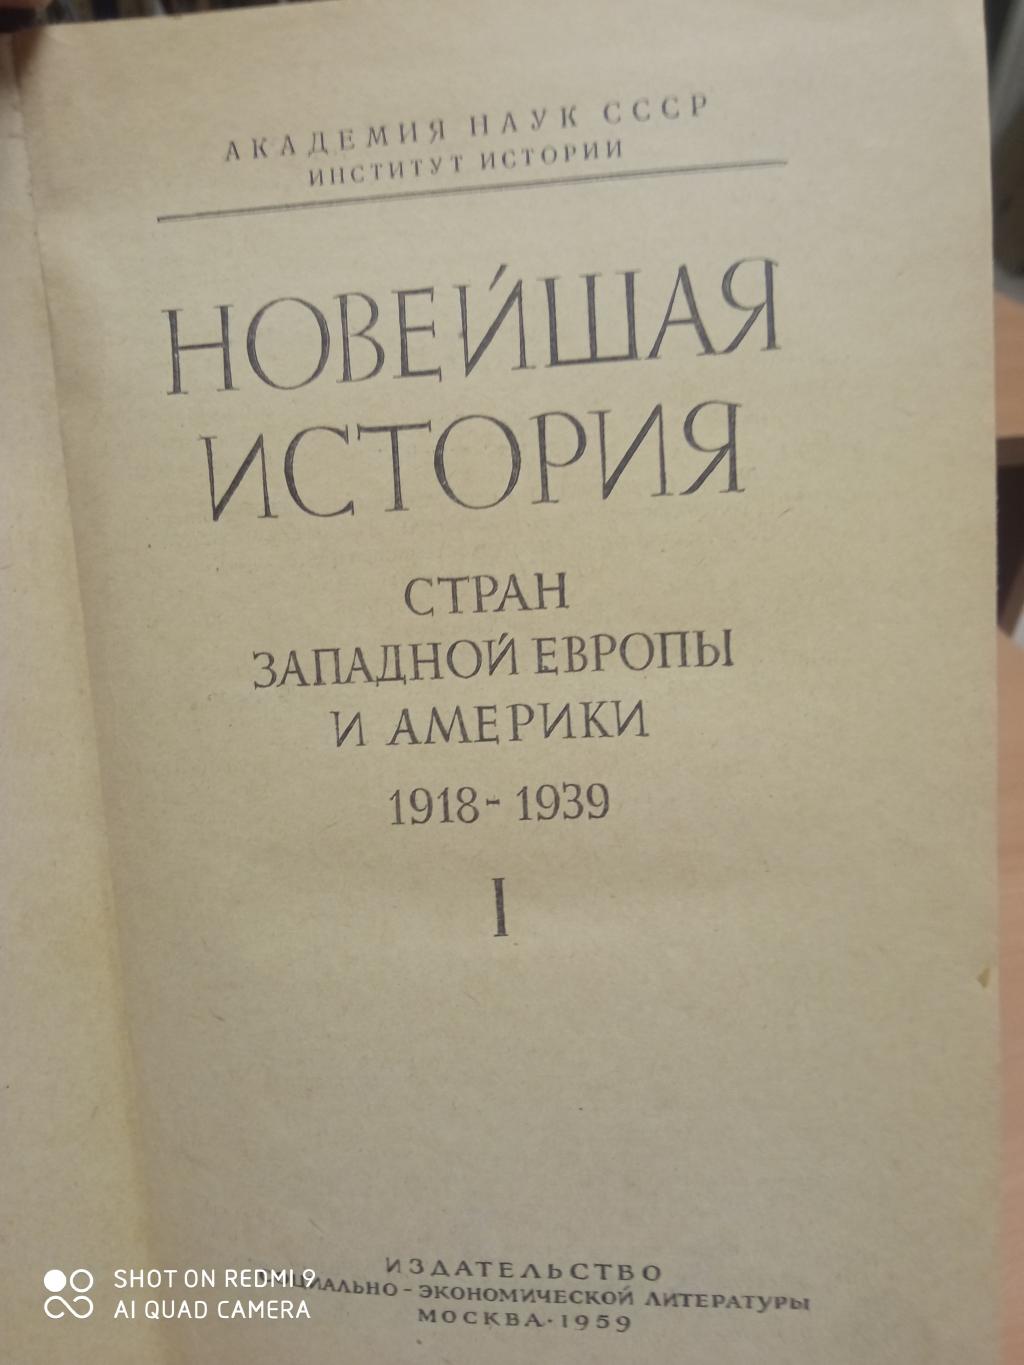 АКАДЕМИЯ НАУК СССР
ИНСТИТУТ ИСТОРИИ
НОВЕЙШАЯ
ИСТОРИЯ
СТРАН
ЗАПАДНОЙ ЕВРОПЫ
И АМЕРИКИ
1918-1939
I
ИЗДАТЕЛЬСТВО
СОЦИАЛЬНО-ЭКОНОМИЧЕСКОЙ ЛИТЕРАТУРЫ
МОСКВА·1959
SHOT ON REDMI 9
AI QUAD CAMERA